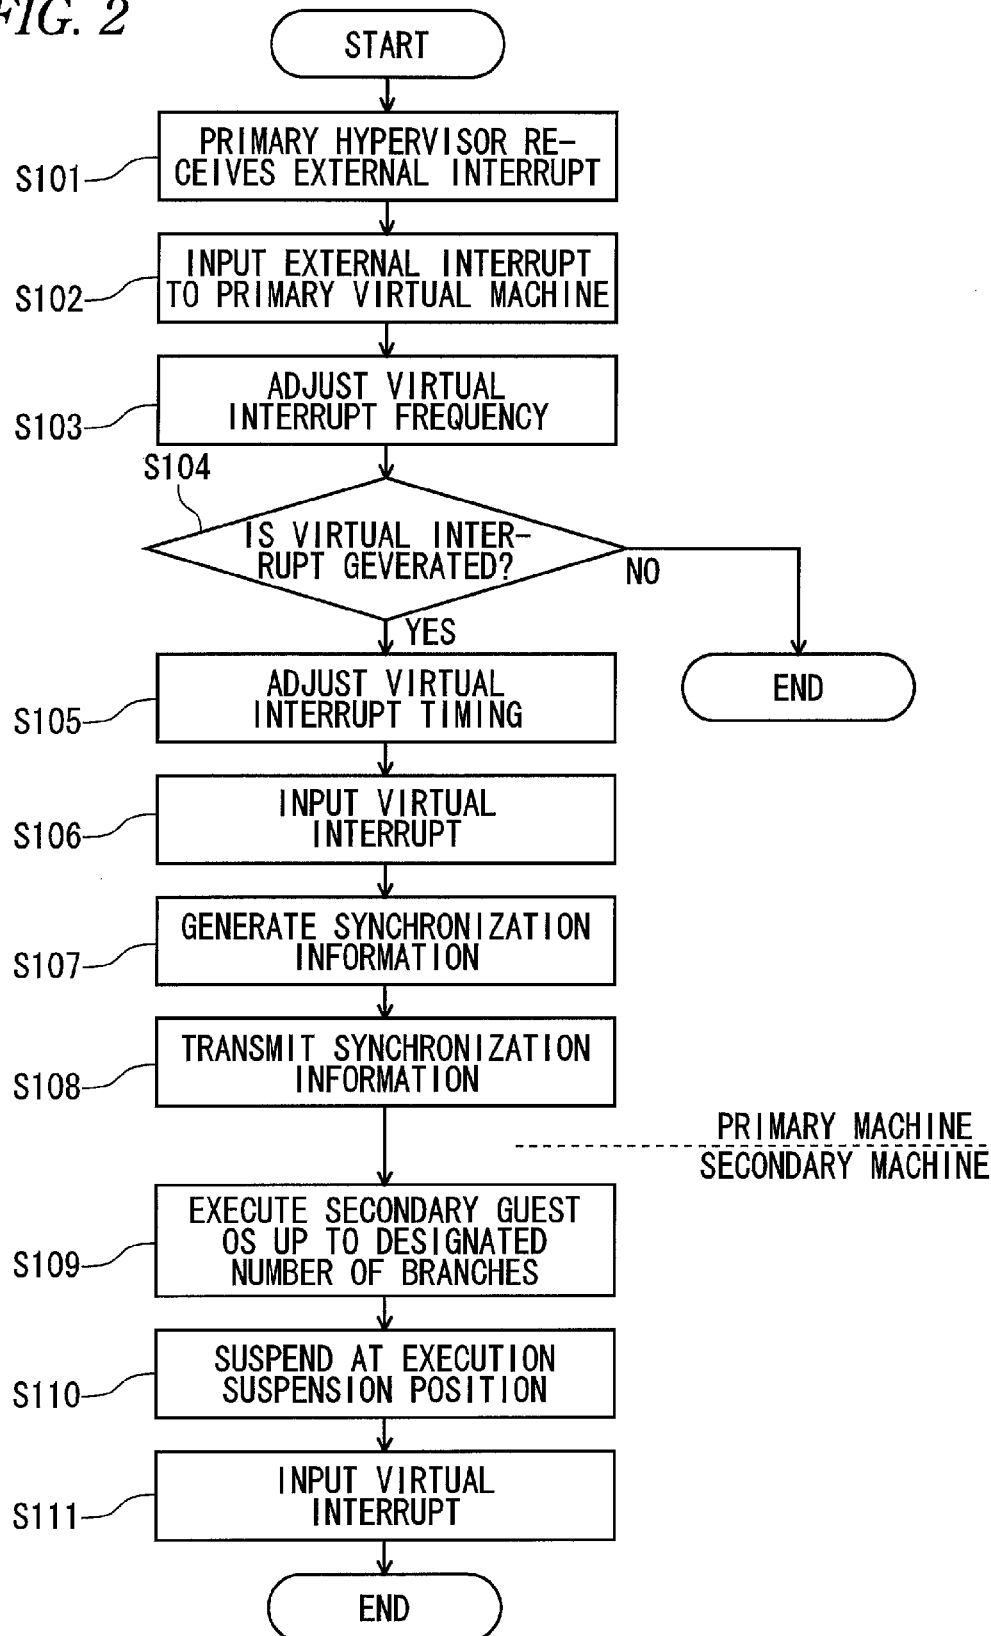 FIG. 2
START
PRIMARY HYPERVISOR RE-
CEIVES EXTERNAL INTERRUPT
S101
INPUT EXTERNAL INTERRUPT
TO PRIMARY VIRTUAL MACHINE
S102
ADJUST VIRTUAL
INTERRUPT FREQUENCY
S103
S104
IS VIRTUAL INTER-
RUPT GEVERATED?
NO
YES
END
ADJUST VIRTUAL
INTERRUPT TIMING
S105
INPUT VIRTUAL
INTERRUPT
S106
GENERATE SYNCHRONIZATION
INFORMATION
S107
TRANSMIT SYNCHRONIZATION
INFORMATION
S108
PRIMARY MACHINE
SECONDARY MACHINE
EXECUTE SECONDARY GUEST
OS UP TO DESIGNATED
NUMBER OF BRANCHES
S109
SUSPEND AT EXECUTION
SUSPENSION POSITION
S110
INPUT VIRTUAL
INTERRUPT
S111
END